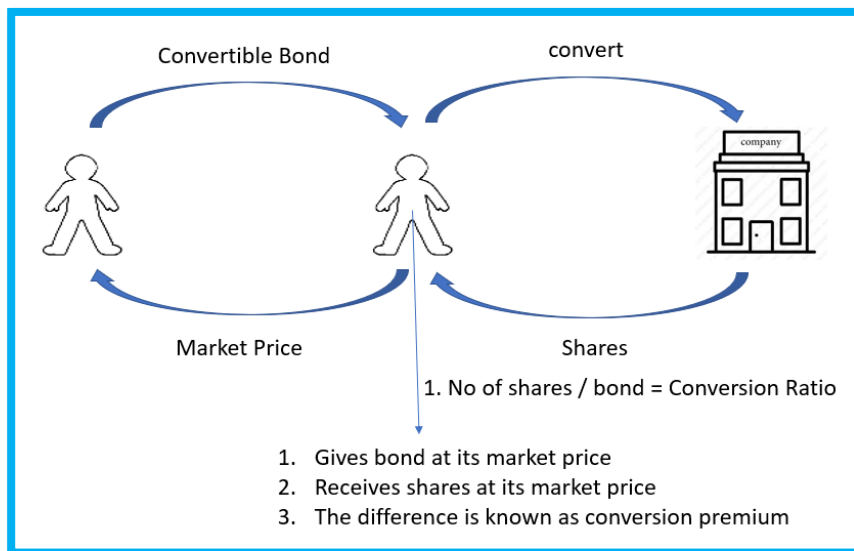 Convertible Bond
convert
company
Market Price
Shares
1. No of shares / bond = Conversion Ratio
1. Gives bond at its market price
2. Receives shares at its market price
3. The difference is known as conversion premium